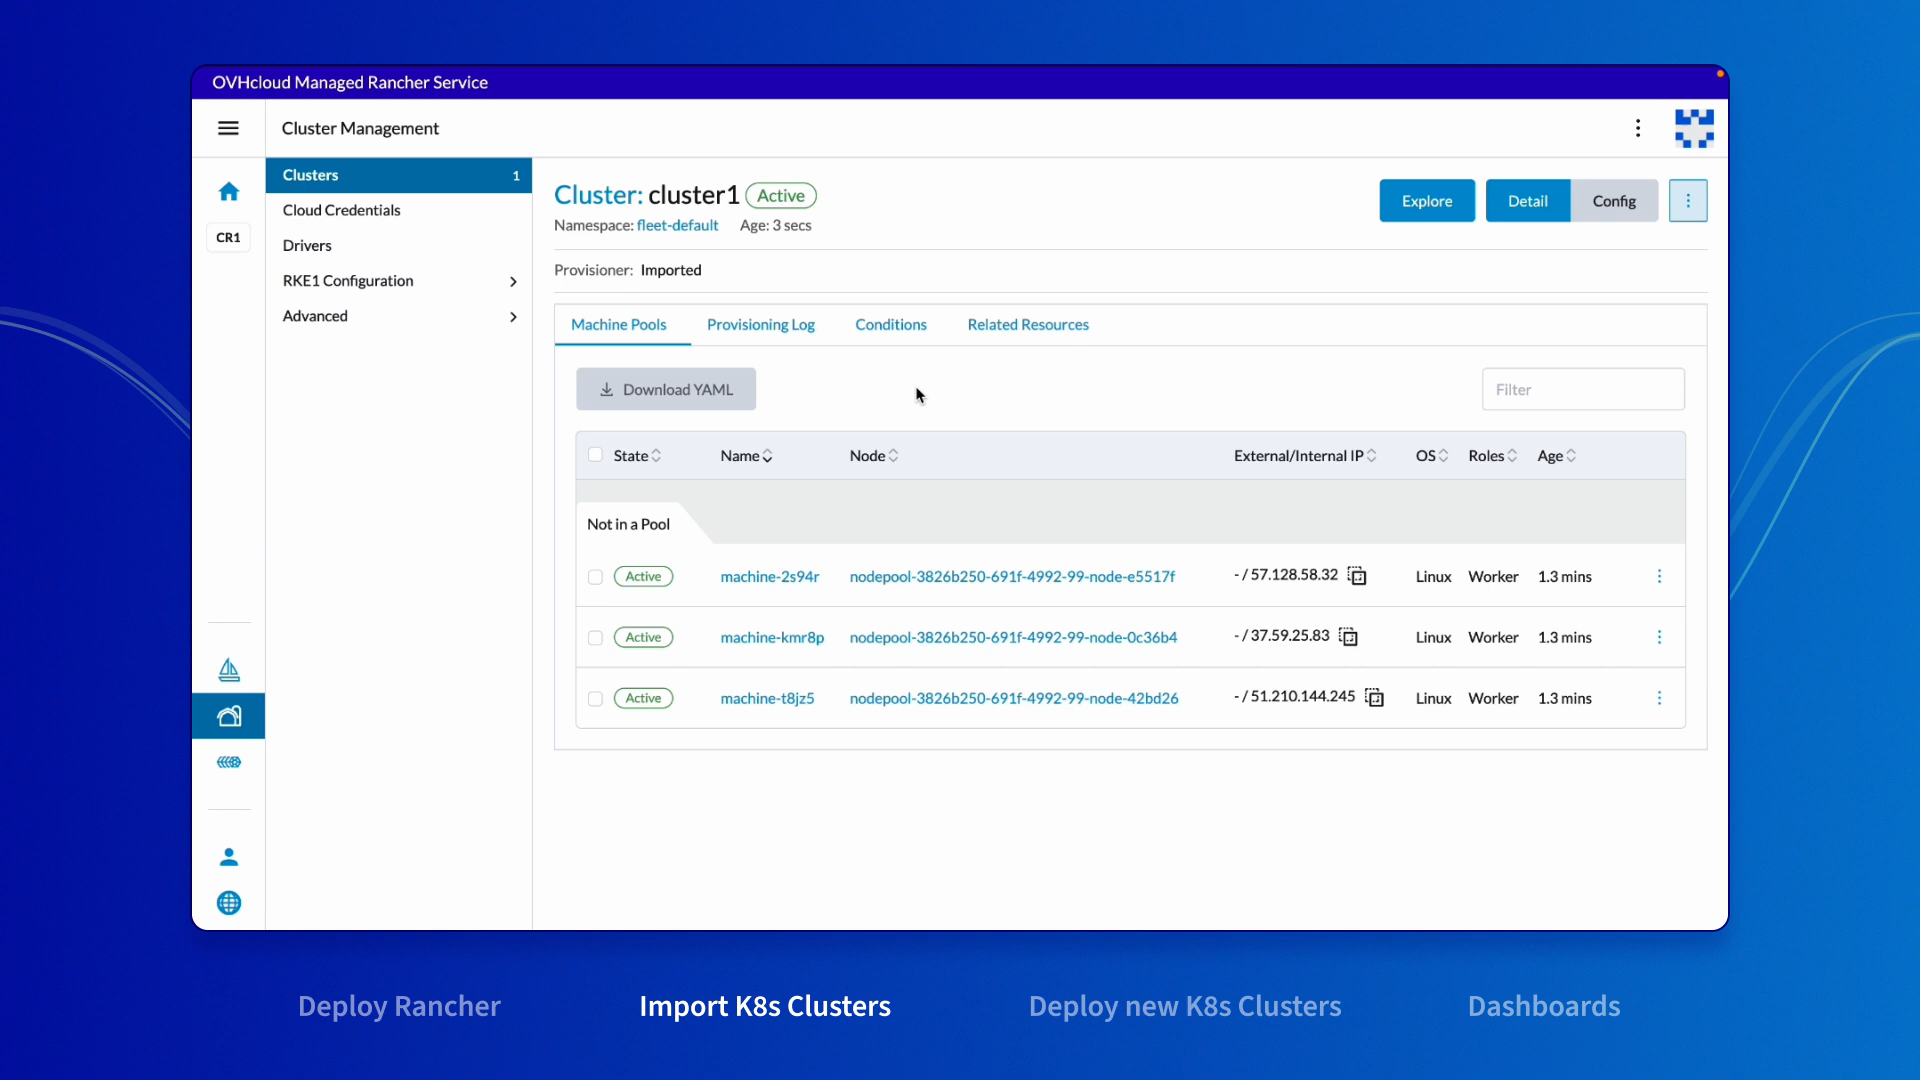 OVHcloud Managed Rancher Service
Cluster Management
CR1
Clusters 1
Cloud Credentials
Drivers
RKE1 Configuration
Advanced
Cluster: cluster1 Active
Namespace: fleet-default Age: 3 secs
Explore Detail Config
Provisioner: Imported
Machine Pools Provisioning Log Conditions Related Resources
Download YAML Filter
State Name Node External/Internal IP OS Roles Age
Not in a Pool
Active machine-2s94r nodepool-3826b250-691f-4992-99-node-e5517f - / 57.128.58.32 Linux Worker 1.3 mins
Active machine-kmr8p nodepool-3826b250-691f-4992-99-node-0c36b4 - / 37.59.25.83 Linux Worker 1.3 mins
Active machine-t8jz5 nodepool-3826b250-691f-4992-99-node-42bd26 - / 51.210.144.245 Linux Worker 1.3 mins
Deploy Rancher Import K8s Clusters Deploy new K8s Clusters Dashboards